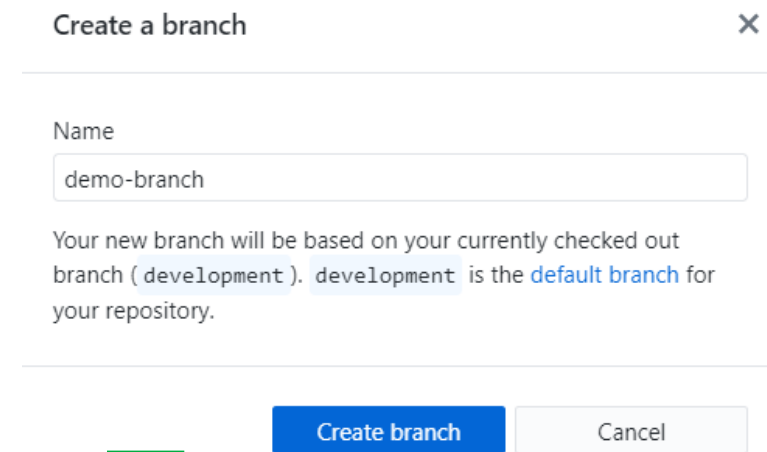 Create a branch
Name
demo-branch
Your new branch will be based on your currently checked out
branch ( development ). development is the default branch for
your repository.
Create branch
Cancel